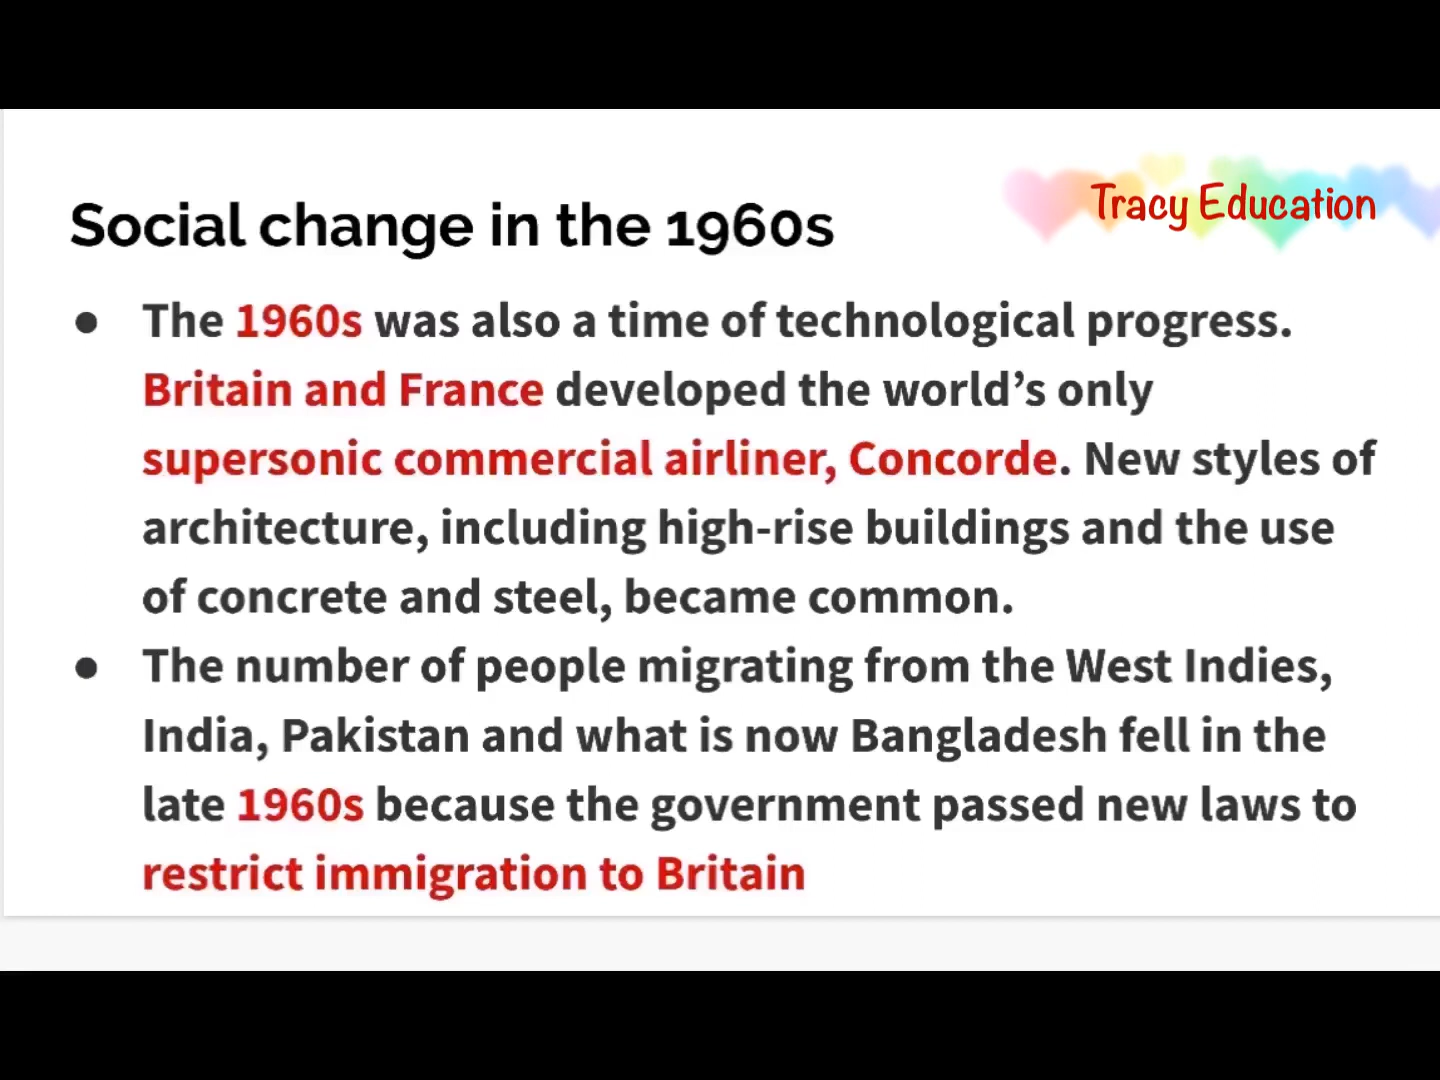 Tracy Education
Social change in the 1960s
● The 1960s was also a time of technological progress.
Britain and France developed the world’s only
supersonic commercial airliner, Concorde. New styles of
architecture, including high-rise buildings and the use
of concrete and steel, became common.
● The number of people migrating from the West Indies,
India, Pakistan and what is now Bangladesh fell in the
late 1960s because the government passed new laws to
restrict immigration to Britain